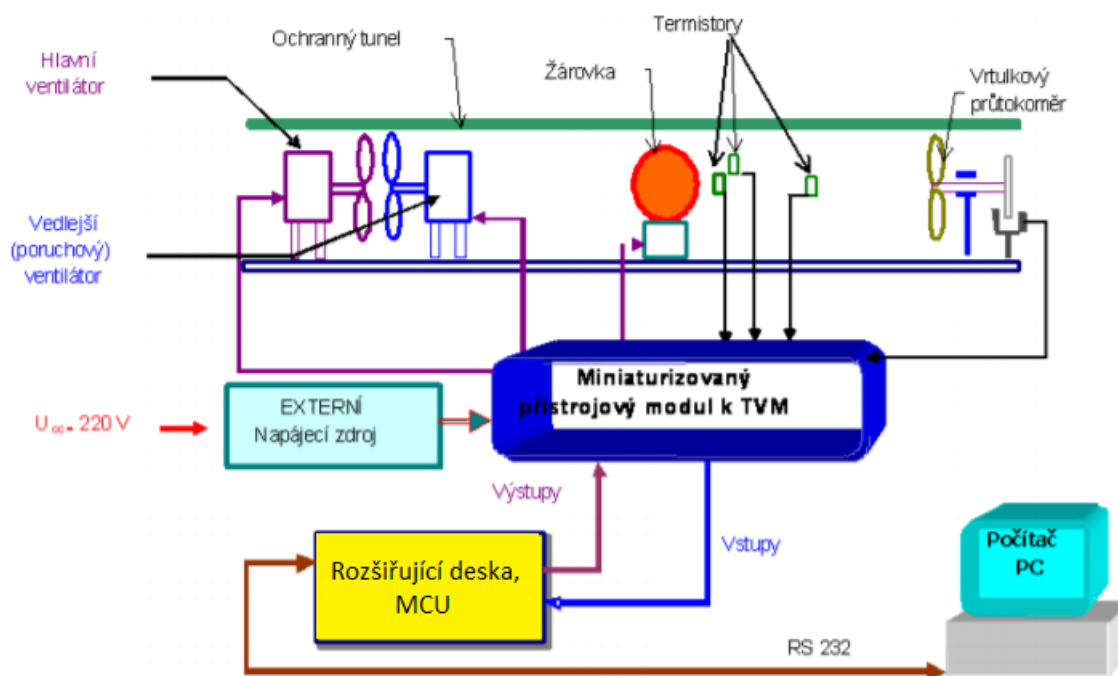 Termistory
Ochranný tunel
Hlavní
ventilátor
Žárovka
Vrtulkový
průtokoměr
Vedlejší
(poruchový)
ventilátor
Miniaturizovaný
přístrojový modul k TVM
EXTERNÍ
Napájecí zdroj
220 V
Výstupy
Vstupy
Počítač
PC
Rozšiřující deska,
MCU
RS 232